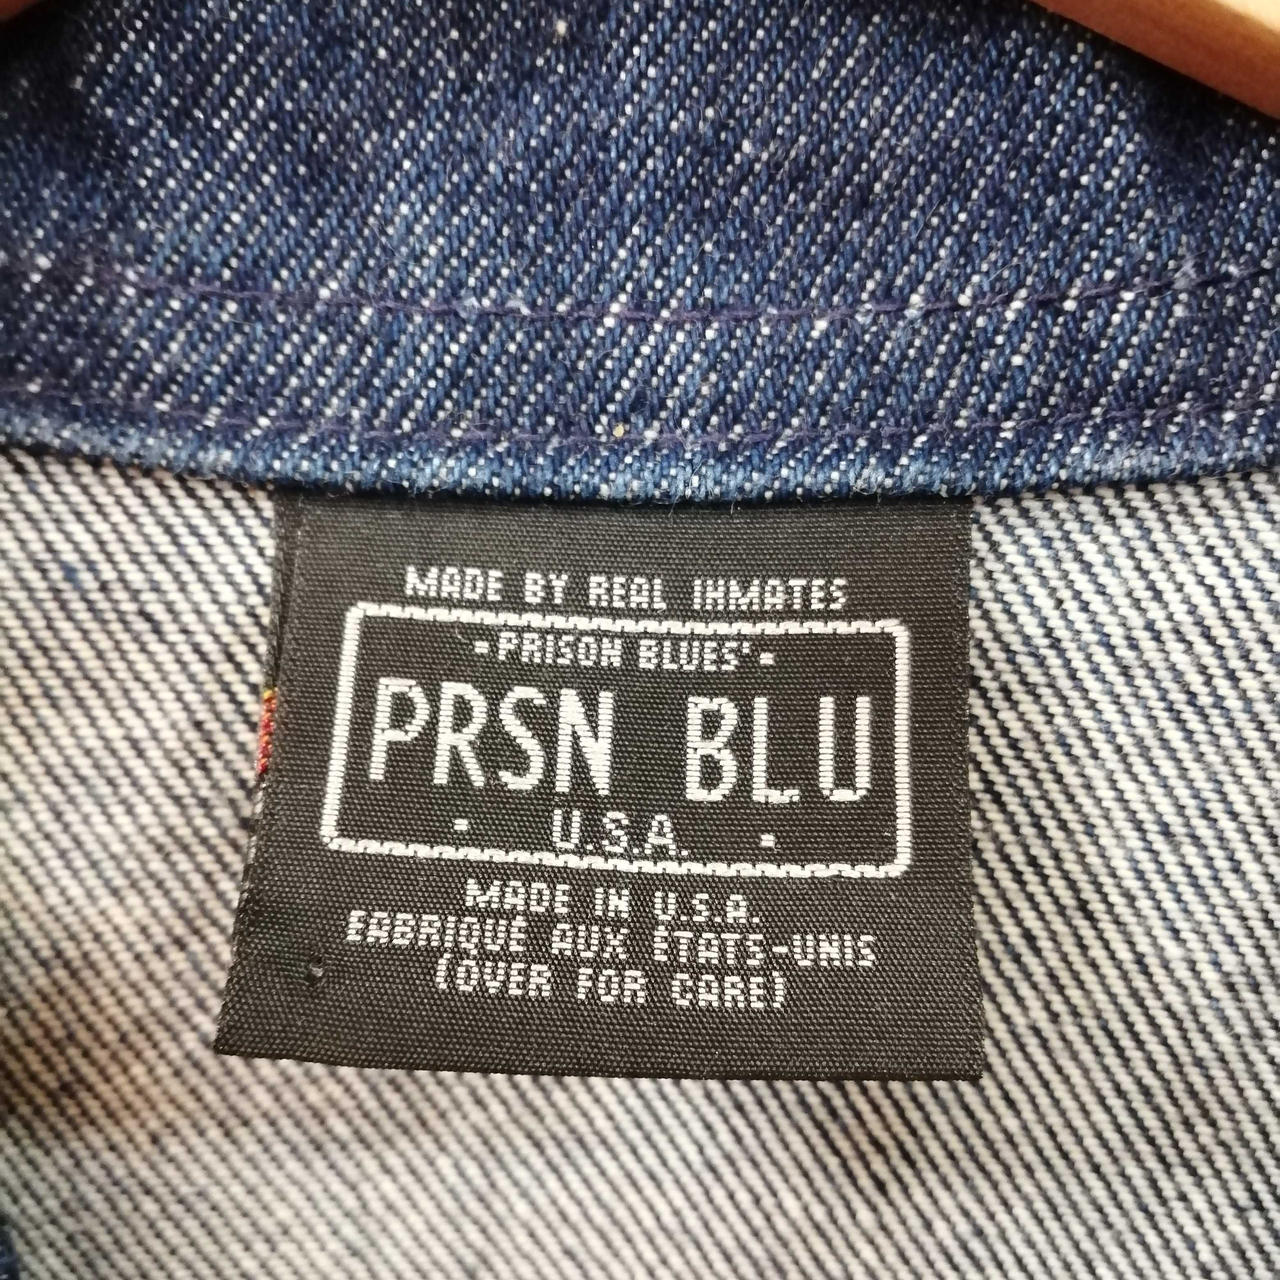 MADE BY REAL INMATES
-PRISON BLUES'-
PRSN BLU
· U.S.A. ·
MADE IN U.S.A.
FABRIQUÉ AUX ÉTATS-UNIS
(OVER FOR CARE)